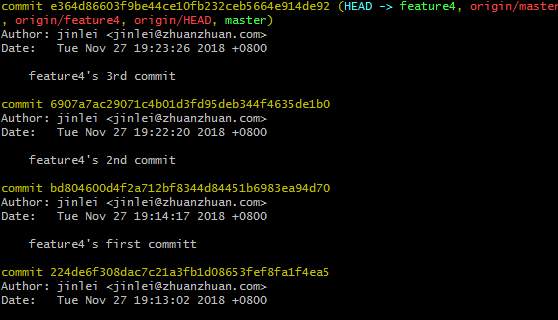 commit e364d86603f9be44ce10fb232ceb5664e914de92 (HEAD -> feature4, origin/master
, origin/feature4, origin/HEAD, master)
Author: jinlei <jinlei@zhuanzhuan.com>
Date:   Tue Nov 27 19:23:26 2018 +0800
    feature4's 3rd commit
commit 6907a7ac29071c4b01d3fd95deb344f4635de1b0
Author: jinlei <jinlei@zhuanzhuan.com>
Date:   Tue Nov 27 19:22:20 2018 +0800
    feature4's 2nd commit
commit bd804600d4f2a712bf8344d84451b6983ea94d70
Author: jinlei <jinlei@zhuanzhuan.com>
Date:   Tue Nov 27 19:14:17 2018 +0800
    feature4's first committ
commit 224de6f308dac7c21a3fb1d08653fef8fa1f4ea5
Author: jinlei <jinlei@zhuanzhuan.com>
Date:   Tue Nov 27 19:13:02 2018 +0800